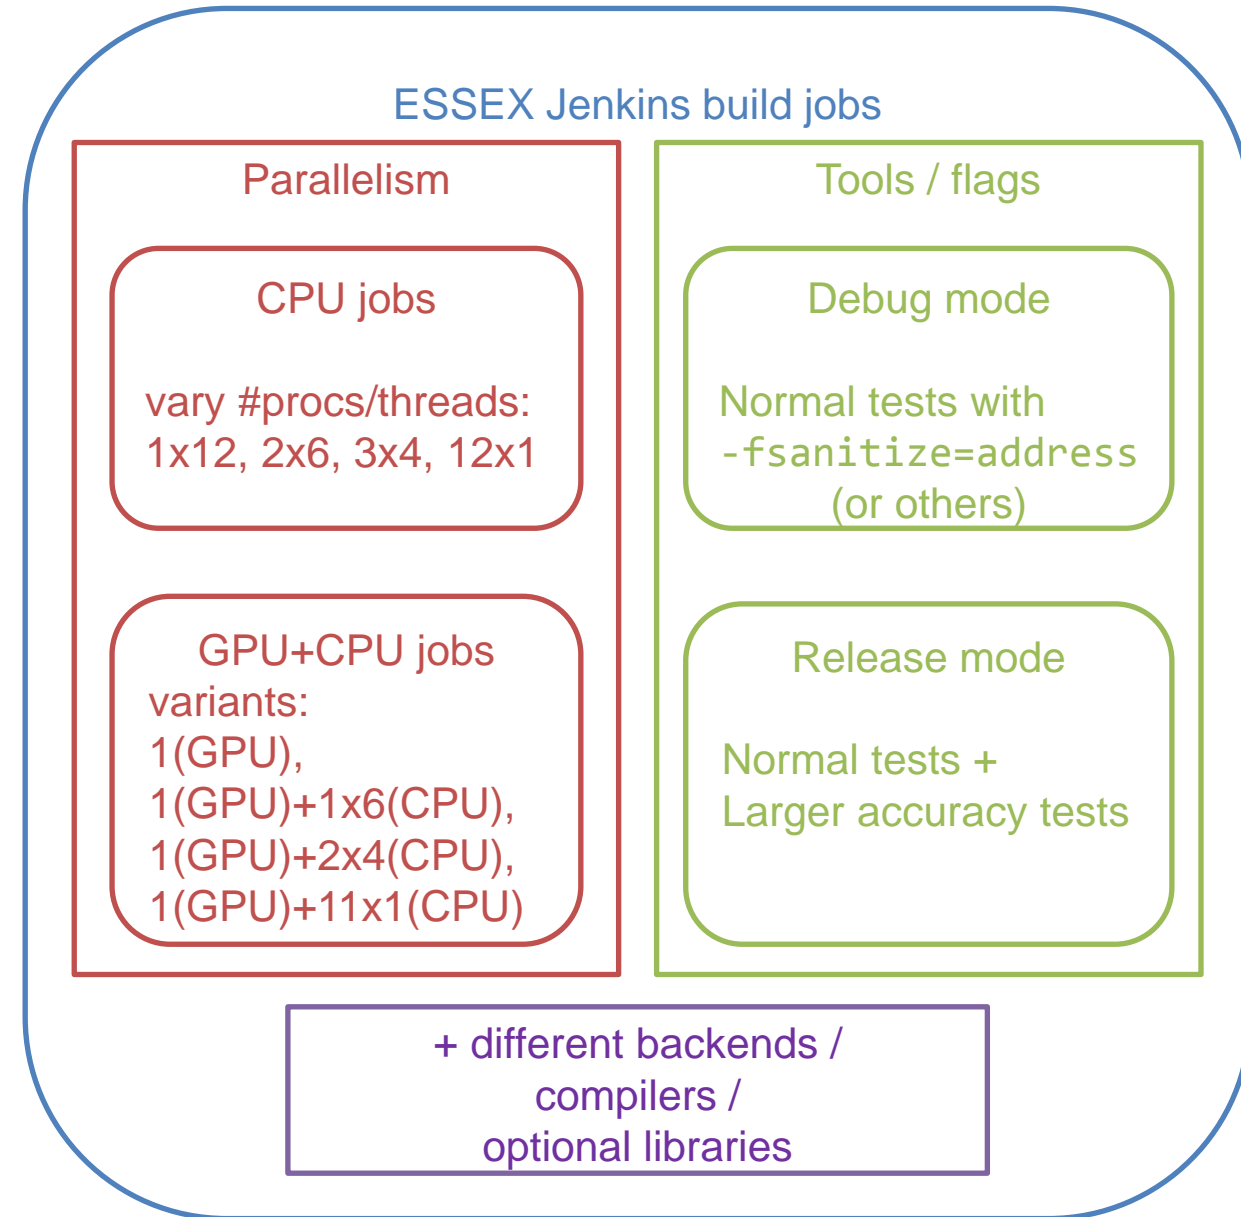 ESSEX Jenkins build jobs
Parallelism
CPU jobs
vary #procs/threads:
1x12, 2x6, 3x4, 12x1
GPU+CPU jobs
variants:
1(GPU),
1(GPU)+1x6(CPU),
1(GPU)+2x4(CPU),
1(GPU)+11x1(CPU)
Tools / flags
Debug mode
Normal tests with
-fsanitize=address
(or others)
Release mode
Normal tests +
Larger accuracy tests
+ different backends /
compilers /
optional libraries